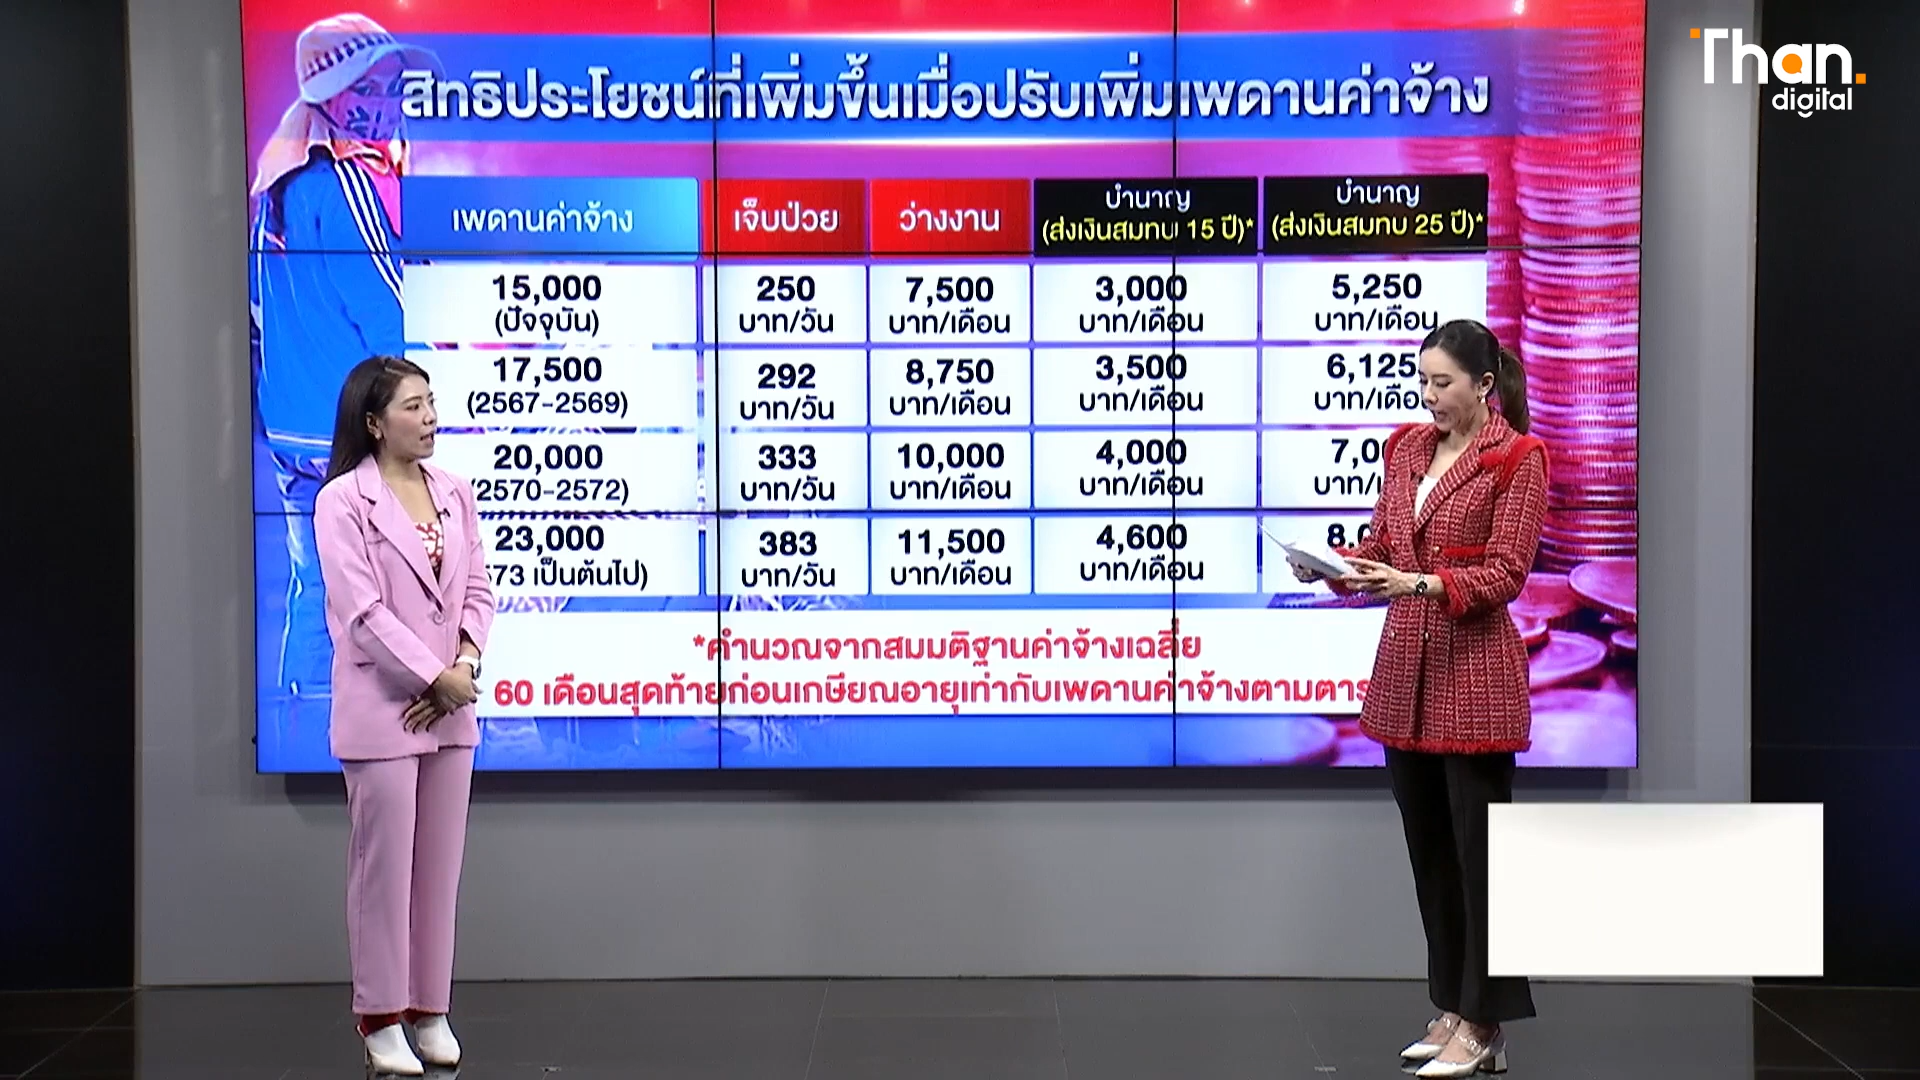 Than.
digital
สิทธิประโยชน์ที่เพิ่มขึ้นเมื่อปรับเพิ่มเพดานค่าจ้าง
เพดานค่าจ้าง
เจ็บป่วย
ว่างงาน
บำนาญ
(ส่งเงินสมทบ 15 ปี)*
บำนาญ
(ส่งเงินสมทบ 25 ปี)*
15,000
(ปัจจุบัน)
250
บาท/วัน
7,500
บาท/เดือน
3,000
บาท/เดือน
5,250
บาท/เดือน
17,500
(2567-2569)
292
บาท/วัน
8,750
บาท/เดือน
3,500
บาท/เดือน
6,125
20,000
2570-2572)
333
บาท/วัน
10,000
บาท/เดือน
4,000
บาท/เดือน
23,000
เป็นต้นไป)
383
บาท/วัน
11,500
บาท/เดือน
4,600
บาท/เดือน
*คำนวณจากสมมติฐานค่าจ้างเฉลี่ย
60 เดือนสุดท้ายก่อนเกษียณอายุเท่ากับเพดานค่าจ้างตาม